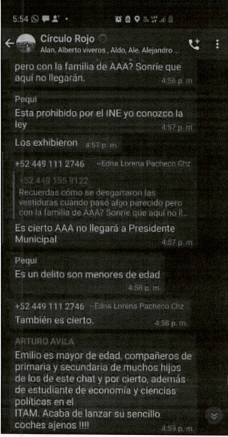 5:54
Círculo Rojo
Alan, Alberto viveros, Aldo, Ale, Alejandro...
pero con la familia de AAA? Sonríe que
aquí no llegarán.
4:56 p. m.
Pequi
Esta prohibido por el INE yo conozco la
ley
4:57 p. m.
Los exhibieron
4:57 p. m.
+52 449 111 2746 ~Edna Lorena Pacheco Chz
+52 449 155 9122
Recuerdas cómo se desgarraron las
vestiduras cuando pasó algo parecido pero
con la familia de AAA? Sonríe que aquí no ll...
Es cierto AAA no llegará a Presidente
Municipal
4:57 p. m.
Pequi
Es un delito son menores de edad
4:58 p. m.
+52 449 111 2746 ~Edna Lorena Pacheco Chz
También es cierto.
4:58 p. m.
ARTURO AVILA
Emilio es mayor de edad, compañeros de
primaria y secundaria de muchos hijos
de los de este chat y por cierto, además
de estudiante de economía y ciencias
políticas en el
ITAM. Acaba de lanzar su sencillo
coches ajenos !!!!
4:59 p. m.